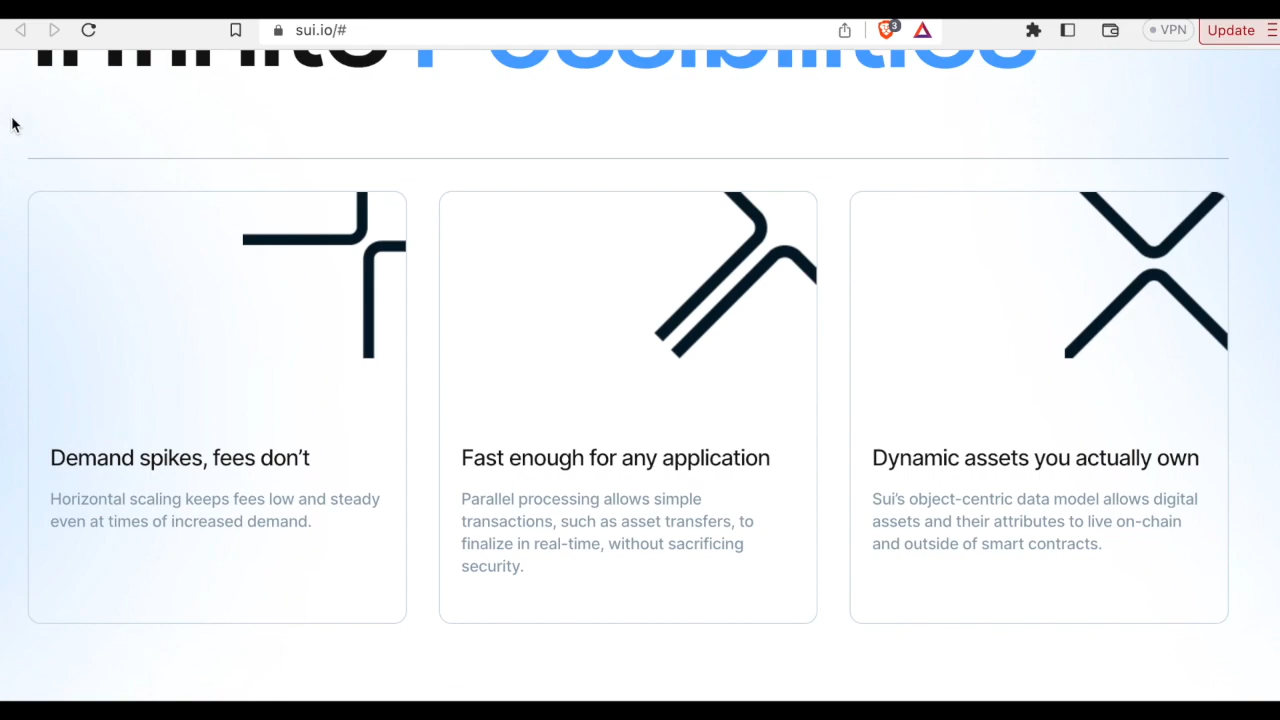 sui.io/#
3
VPN
Update
Infinite Possibilities
Demand spikes, fees don’t
Horizontal scaling keeps fees low and steady
even at times of increased demand.
Fast enough for any application
Parallel processing allows simple
transactions, such as asset transfers, to
finalize in real-time, without sacrificing
security.
Dynamic assets you actually own
Sui’s object-centric data model allows digital
assets and their attributes to live on-chain
and outside of smart contracts.